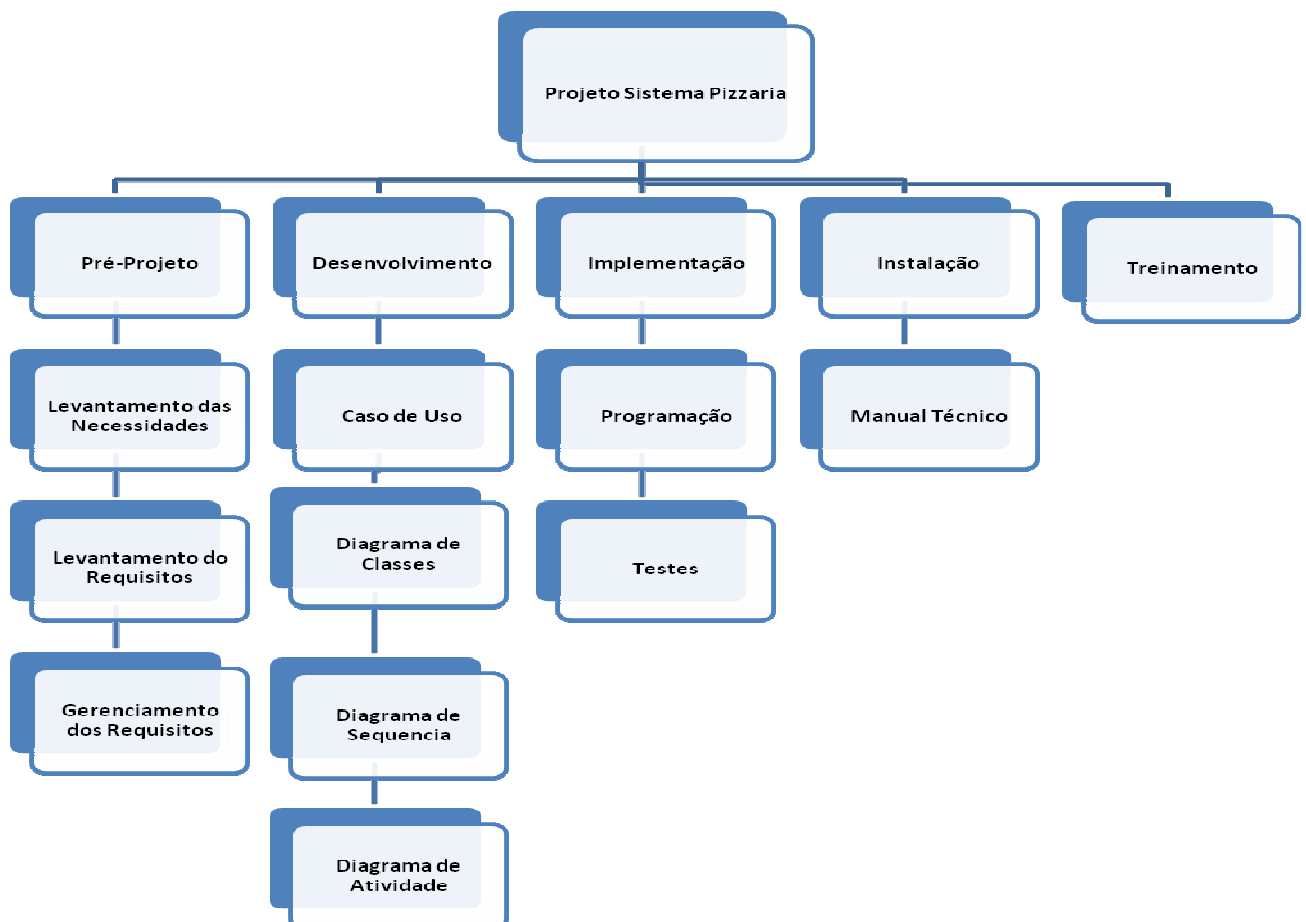 Projeto Sistema Pizzaria
Pré-Projeto
Desenvolvimento
Implementação
Instalação
Treinamento
Levantamento das
Necessidades
Caso de Uso
Programação
Manual Técnico
Levantamento do
Requisitos
Diagrama de
Classes
Testes
Gerenciamento
dos Requisitos
Diagrama de
Sequencia
Diagrama de
Atividade